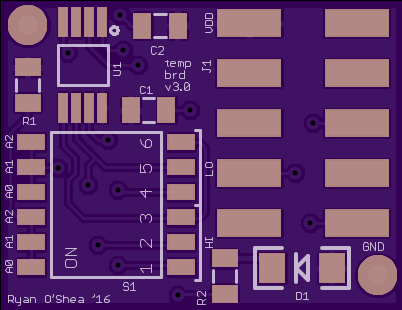 VDD
C2
U1
temp
brd
v3.0
J1
C1
R1
A2
A1
A0
A2
A1
A0
6
5
4
3
2
1
ON
LO
HI
S1
GND
R2
D1
Ryan O'Shea '16